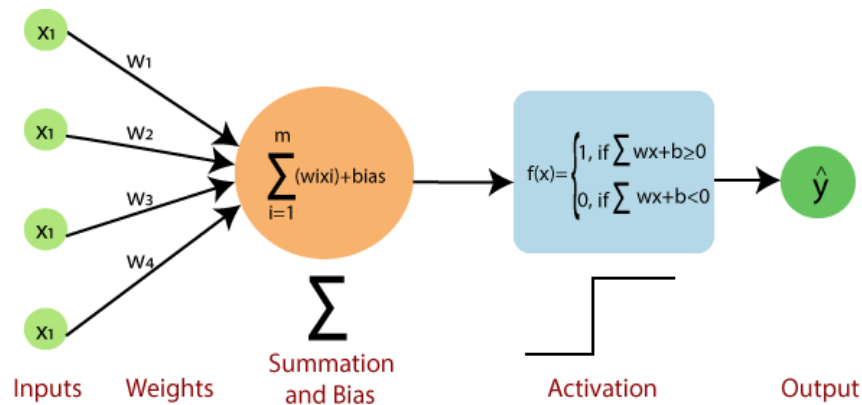 x1
x1
x1
x1
w1
w2
w3
w4
m
∑ (wixi)+bias
i=1
f(x)={1, if ∑ wx+b≥0
0, if ∑ wx+b<0
ŷ
∑
Inputs
Weights
Summation
and Bias
Activation
Output